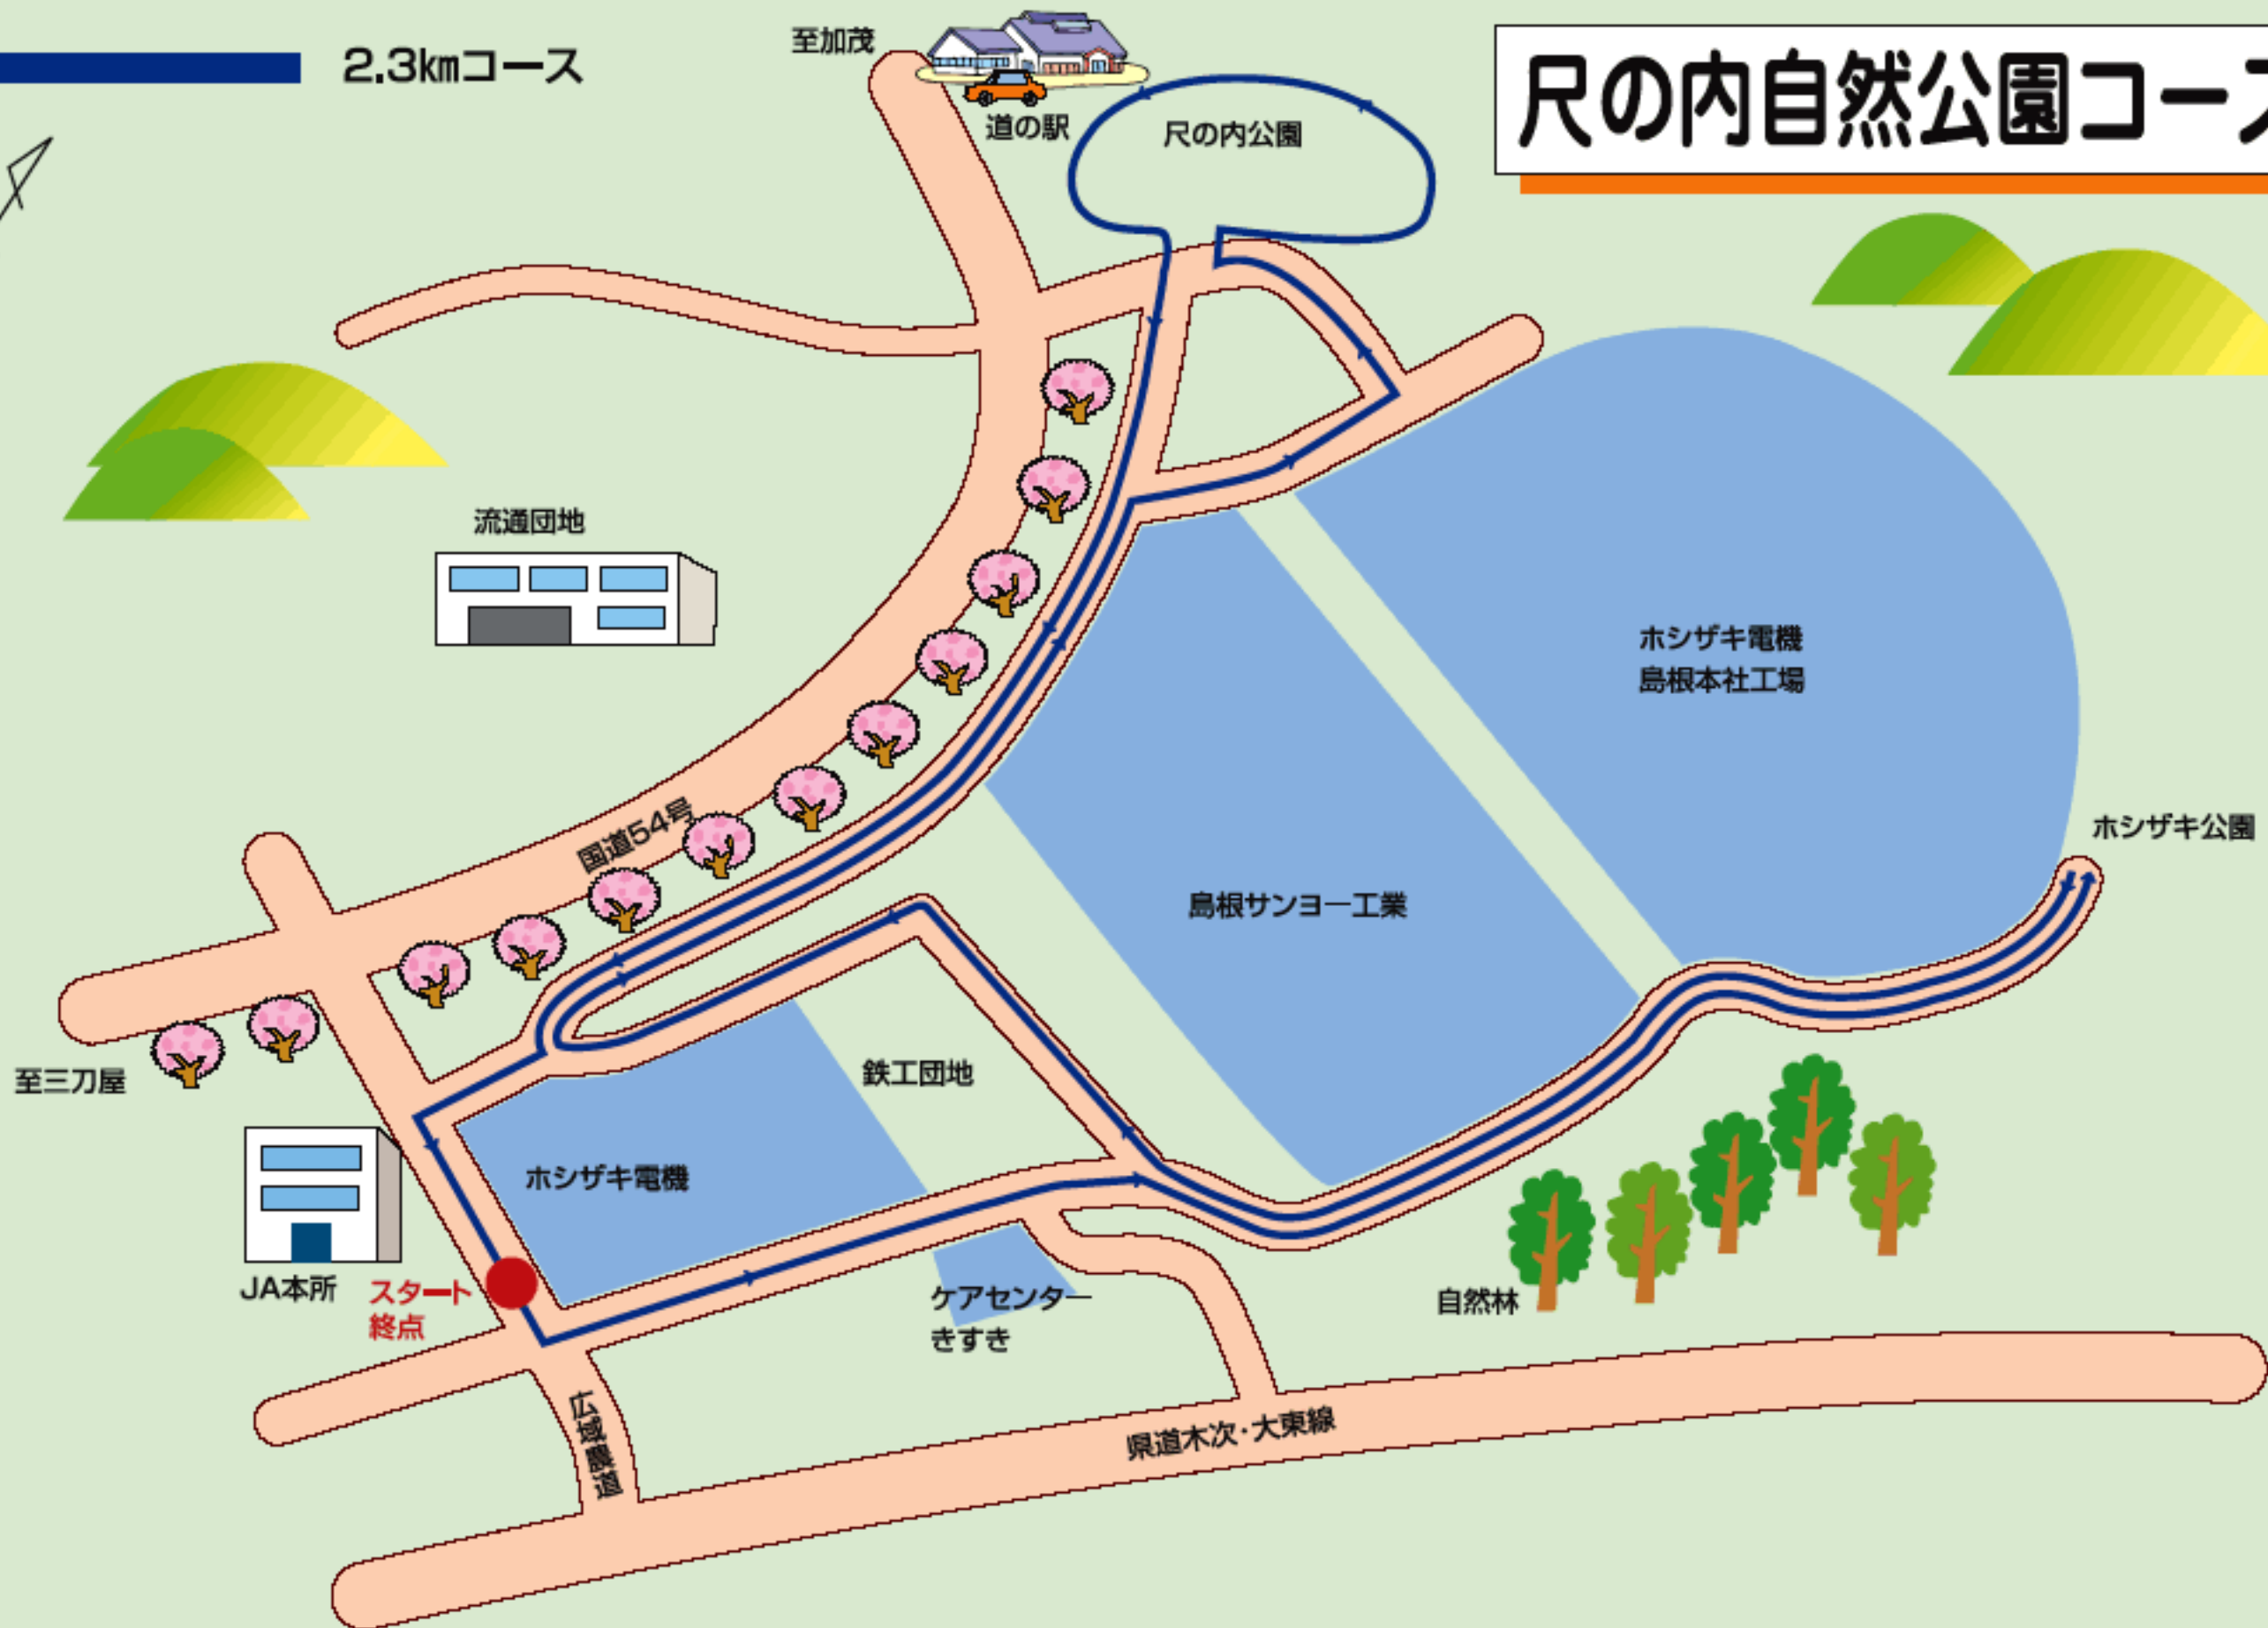 2.3kmコース
至加茂
尺の内自然公園コース
道の駅
尺の内公園
流通団地
ホシザキ電機
島根本社工場
ホシザキ公園
国道54号
島根サンヨー工業
鉄工団地
至三刀屋
ホシザキ電機
JA本所
スタート
終点
ケアセンター
きすき
自然林
広域農道
県道木次・大東線